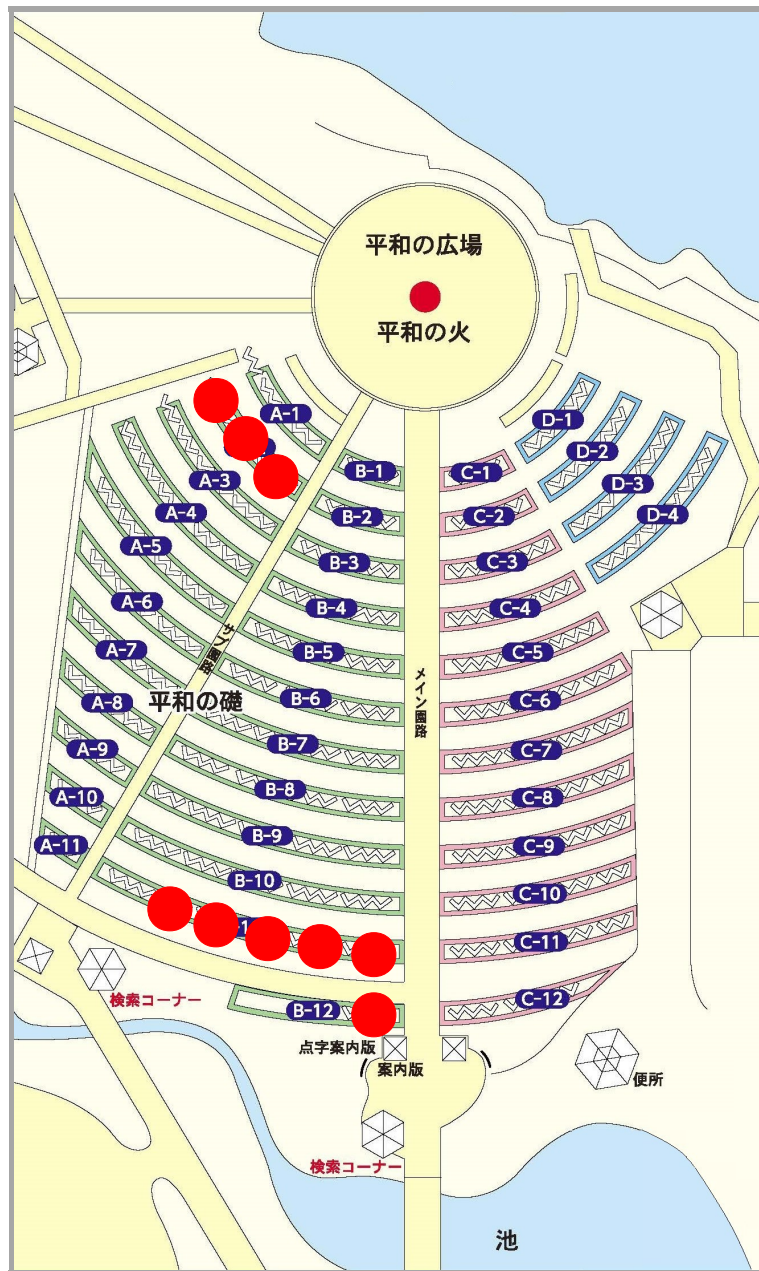 平和の広場
平和の火
A-1
A-3
A-4
A-5
A-6
A-7
A-8
A-9
A-10
A-11
B-1
B-2
B-3
B-4
B-5
B-6
B-7
B-8
B-9
B-10
B-12
C-1
C-2
C-3
C-4
C-5
C-6
C-7
C-8
C-9
C-10
C-11
C-12
D-1
D-2
D-3
D-4
サブ園路
メイン園路
平和の礎
検索コーナー
点字案内版
案内版
便所
検索コーナー
池